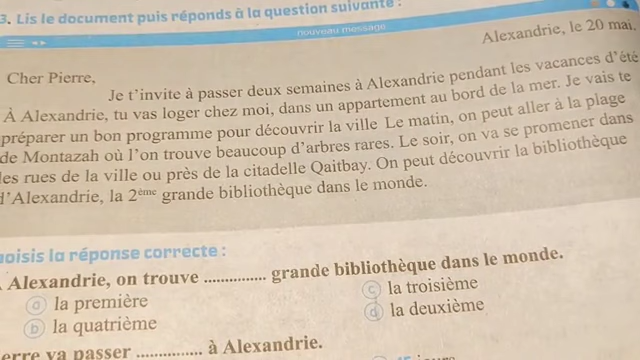 3. Lis le document puis réponds à la question suivante :
nouveau message
Alexandrie, le 20 mai,
Cher Pierre,
Je t'invite à passer deux semaines à Alexandrie pendant les vacances d'été
À Alexandrie, tu vas loger chez moi, dans un appartement au bord de la mer. Je vais te
préparer un bon programme pour découvrir la ville Le matin, on peut aller à la plage
de Montazah où l'on trouve beaucoup d'arbres rares. Le soir, on va se promener dans
les rues de la ville ou près de la citadelle Qaitbay. On peut découvrir la bibliothèque
d'Alexandrie, la 2ème grande bibliothèque dans le monde.
hoisis la réponse correcte :
Alexandrie, on trouve ............... grande bibliothèque dans le monde.
a la première
c la troisième
b la quatrième
d la deuxième
erre va passer ............... à Alexandrie.